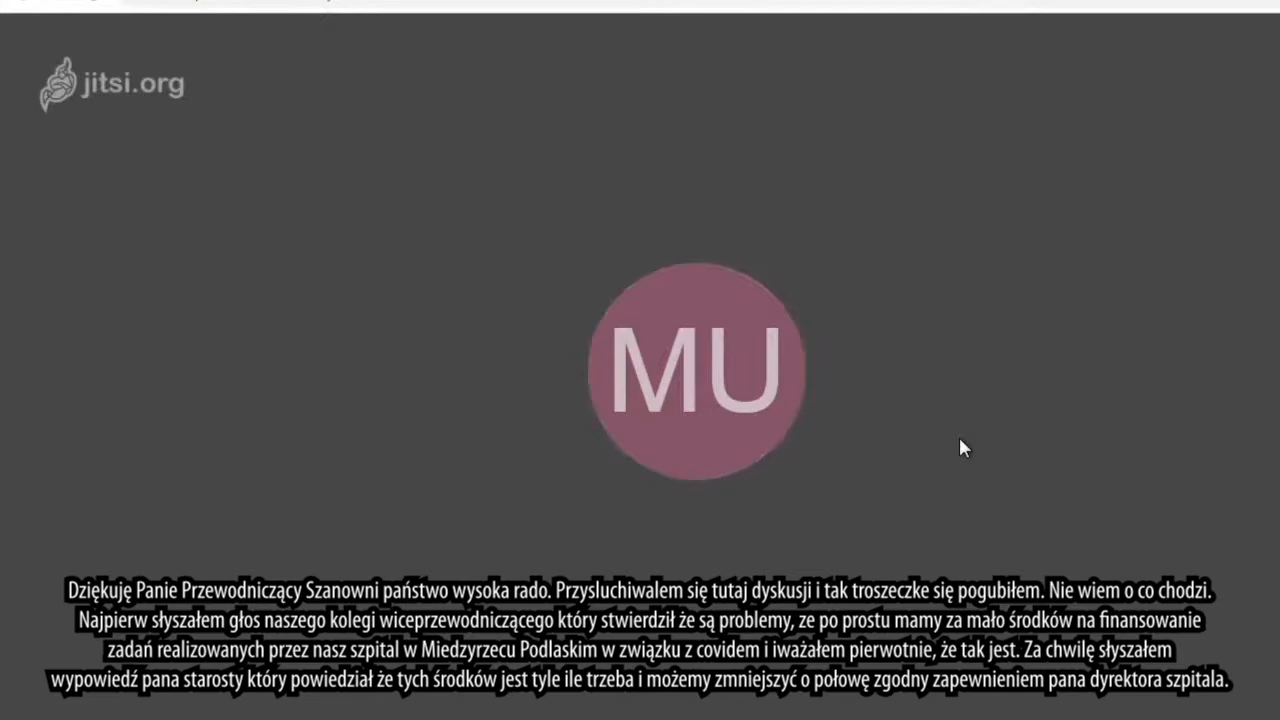 jitsi.org
MU
Dziękuję Panie Przewodniczący Szanowni państwo wysoka rado. Przysluchiwalem się tutaj dyskusji i tak troszeczke się pogubiłem. Nie wiem o co chodzi.
Najpierw słyszałem głos naszego kolegi wiceprzewodniczącego który stwierdził że są problemy, ze po prostu mamy za mało środków na finansowanie
zadań realizowanych przez nasz szpital w Miedzyrzecu Podlaskim w związku z covidem i iważałem pierwotnie, że tak jest. Za chwilę słyszałem
wypowiedź pana starosty który powiedział że tych środków jest tyle ile trzeba i możemy zmniejszyć o połowę zgodny zapewnieniem pana dyrektora szpitala.